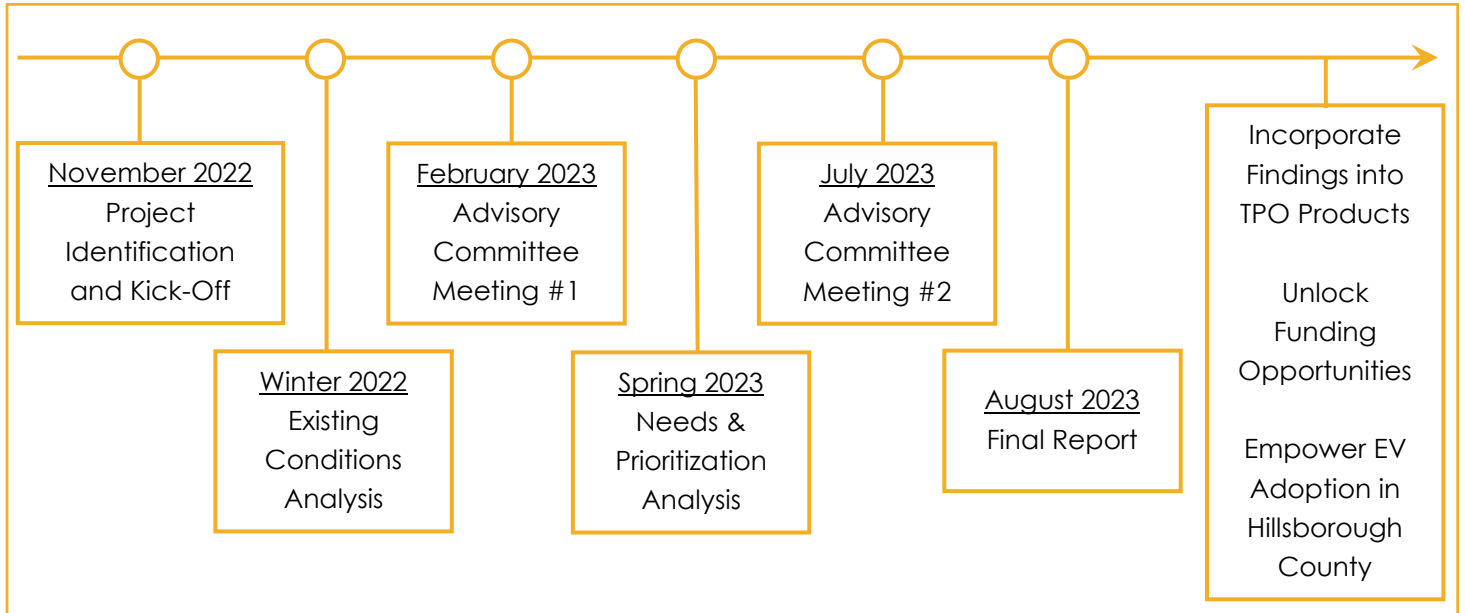 November 2022
Project
Identification
and Kick-Off
Winter 2022
Existing
Conditions
Analysis
February 2023
Advisory
Committee
Meeting #1
Spring 2023
Needs &
Prioritization
Analysis
July 2023
Advisory
Committee
Meeting #2
August 2023
Final Report
Incorporate
Findings into
TPO Products
Unlock
Funding
Opportunities
Empower EV
Adoption in
Hillsborough
County